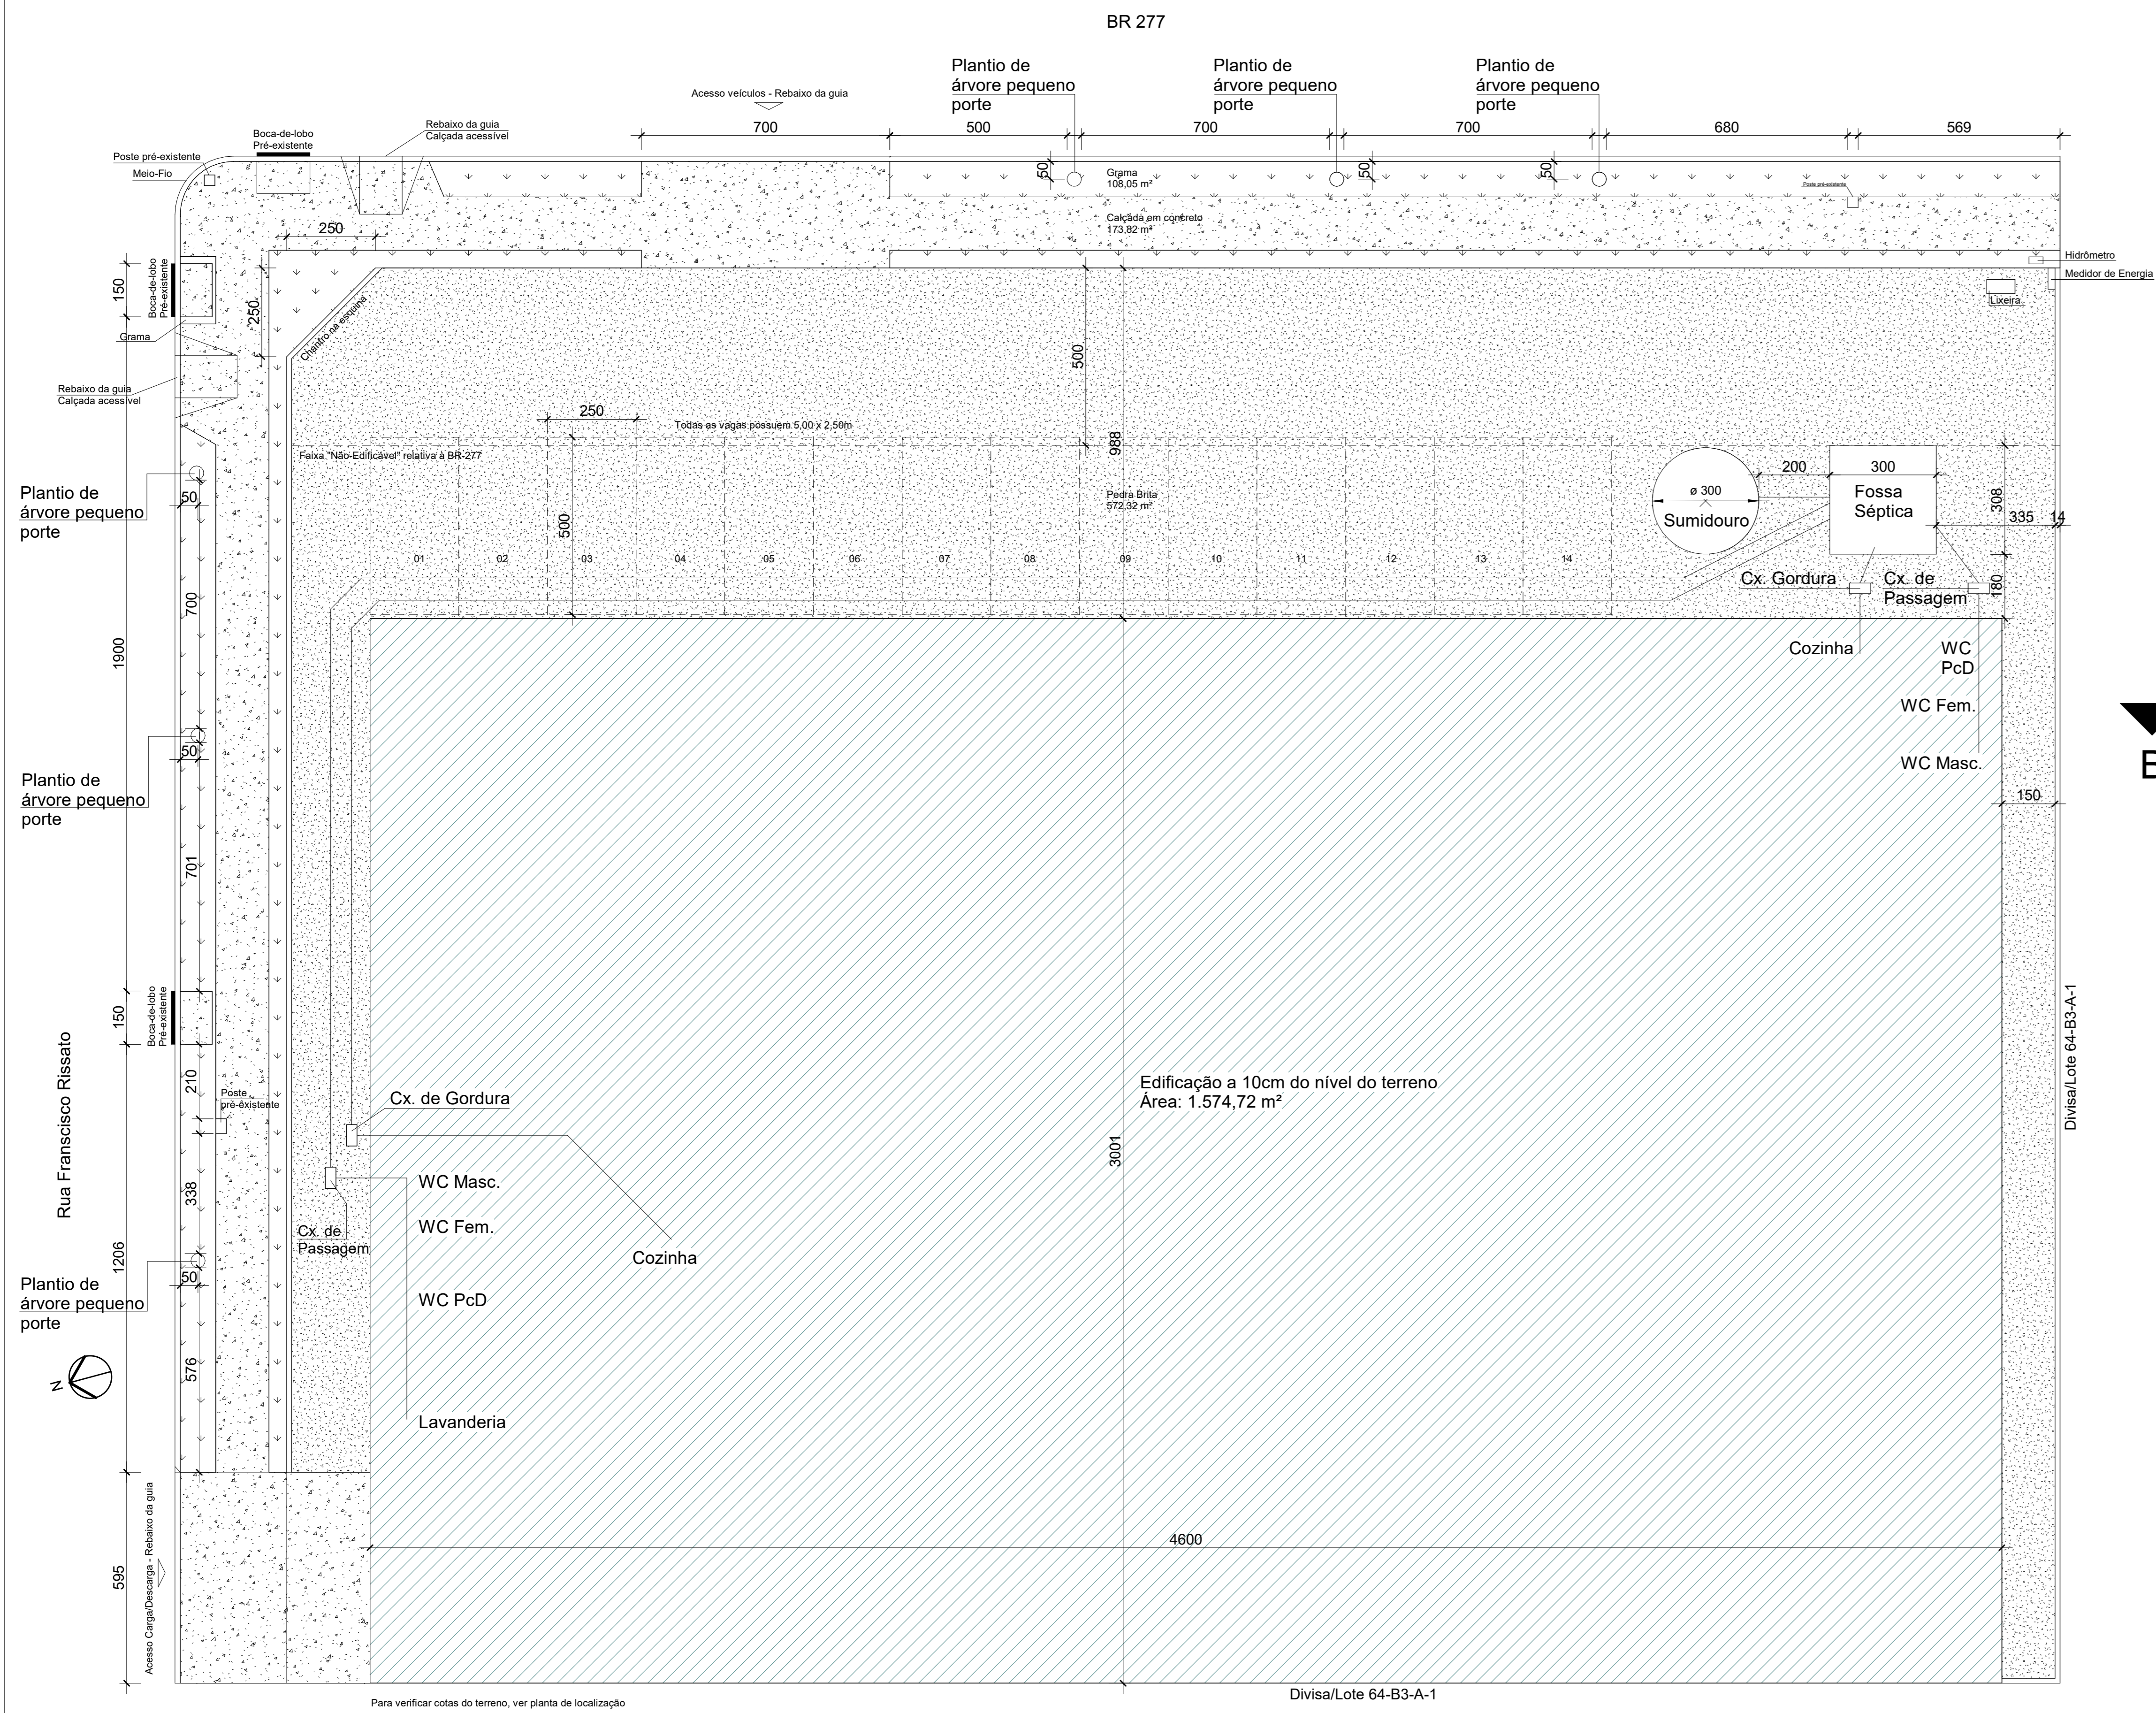 BR 277
Plantio de
árvore pequeno
porte
Plantio de
árvore pequeno
porte
Plantio de
árvore pequeno
porte
Acesso veículos - Rebaixo da guia
700
500
700
700
680
569
Rebaixo da guia
Calçada acessível
Boca-de-lobo
Pré-existente
Poste pré-existente
Meio-Fio
50
50
50
Grama
108,05 m²
Poste pré-existente
Calçada em concreto
173,82 m²
250
Hidrômetro
Medidor de Energia
Lixeira
150
Boca-de-lobo
Pré-existente
250
Chanfro na esquina
Grama
500
Rebaixo da guia
Calçada acessível
250
Todas as vagas possuem 5,00 x 2,50m
988
Faixa "Não-Edificável" relativa à BR-277
200
300
ø 300
Fossa
Séptica
Sumidouro
308
335
14
Plantio de
árvore pequeno
porte
50
Pedra Brita
572,32 m²
500
01
02
03
04
05
06
07
08
09
10
11
12
13
14
Cx. Gordura
Cx. de
Passagem
180
700
1900
Cozinha
WC
PcD
WC Fem.
WC Masc.
B
50
Plantio de
árvore pequeno
porte
150
701
150
Boca-de-lobo
Pré-existente
Rua Franscisco Rissato
210
Poste
pré-existente
Cx. de Gordura
Edificação a 10cm do nível do terreno
Área: 1.574,72 m²
Divisa/Lote 64-B3-A-1
3001
338
WC Masc.
WC Fem.
Cx. de
Passagem
Cozinha
1206
50
Plantio de
árvore pequeno
porte
WC PcD
N
576
Lavanderia
Acesso Carga/Descarga - Rebaixo da guia
595
4600
Divisa/Lote 64-B3-A-1
Para verificar cotas do terreno, ver planta de localização